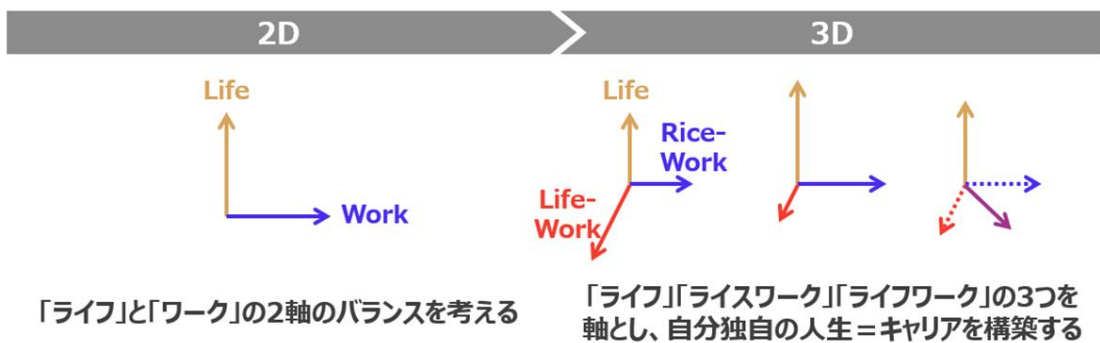 2D
3D
Life
Work
Life
Rice-
Work
Life-
Work
「ライフ」と「ワーク」の2軸のバランスを考える
「ライフ」「ライスワーク」「ライフワーク」の3つを
軸とし、自分独自の人生＝キャリアを構築する